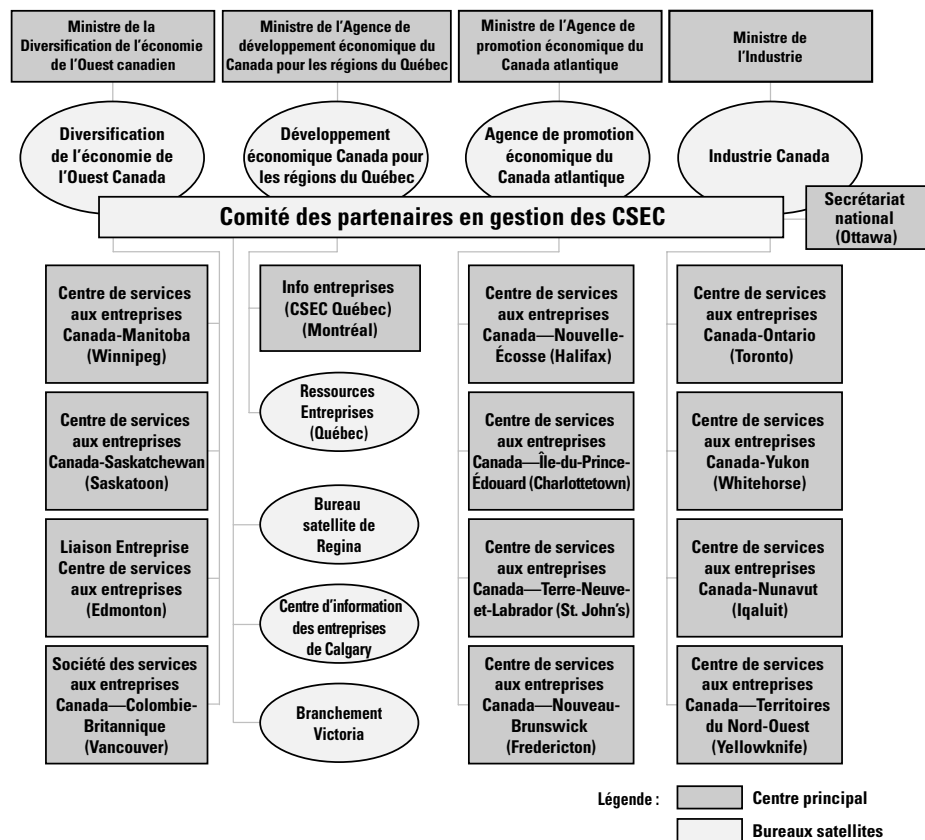 Ministre de la
Diversification de l'économie
de l'Ouest canadien
Ministre de l'Agence de
développement économique du
Canada pour les régions du Québec
Ministre de l'Agence de
promotion économique du
Canada atlantique
Ministre de
l'Industrie
Diversification
de l'économie de
l'Ouest Canada
Développement
économique Canada pour
les régions du Québec
Agence de promotion
économique du
Canada atlantique
Industrie Canada
Comité des partenaires en gestion des CSEC
Secrétariat
national
(Ottawa)
Centre de services
aux entreprises
Canada-Manitoba
(Winnipeg)
Centre de services
aux entreprises
Canada-Saskatchewan
(Saskatoon)
Liaison Entreprise
Centre de services
aux entreprises
(Edmonton)
Société des services
aux entreprises
Canada—Colombie-
Britannique
(Vancouver)
Info entreprises
(CSEC Québec)
(Montréal)
Ressources
Entreprises
(Québec)
Bureau
satellite de
Regina
Centre d'information
des entreprises
de Calgary
Branchement
Victoria
Centre de services
aux entreprises
Canada—Nouvelle-
Écosse (Halifax)
Centre de services
aux entreprises
Canada—Île-du-Prince-
Édouard (Charlottetown)
Centre de services
aux entreprises
Canada—Terre-Neuve-
et-Labrador (St. John's)
Centre de services
aux entreprises
Canada—Nouveau-
Brunswick
(Fredericton)
Centre de services
aux entreprises
Canada-Ontario
(Toronto)
Centre de services
aux entreprises
Canada-Yukon
(Whitehorse)
Centre de services
aux entreprises
Canada-Nunavut
(Iqaluit)
Centre de services
aux entreprises
Canada—Territoires
du Nord-Ouest
(Yellowknife)
Légende :
Centre principal
Bureaux satellites